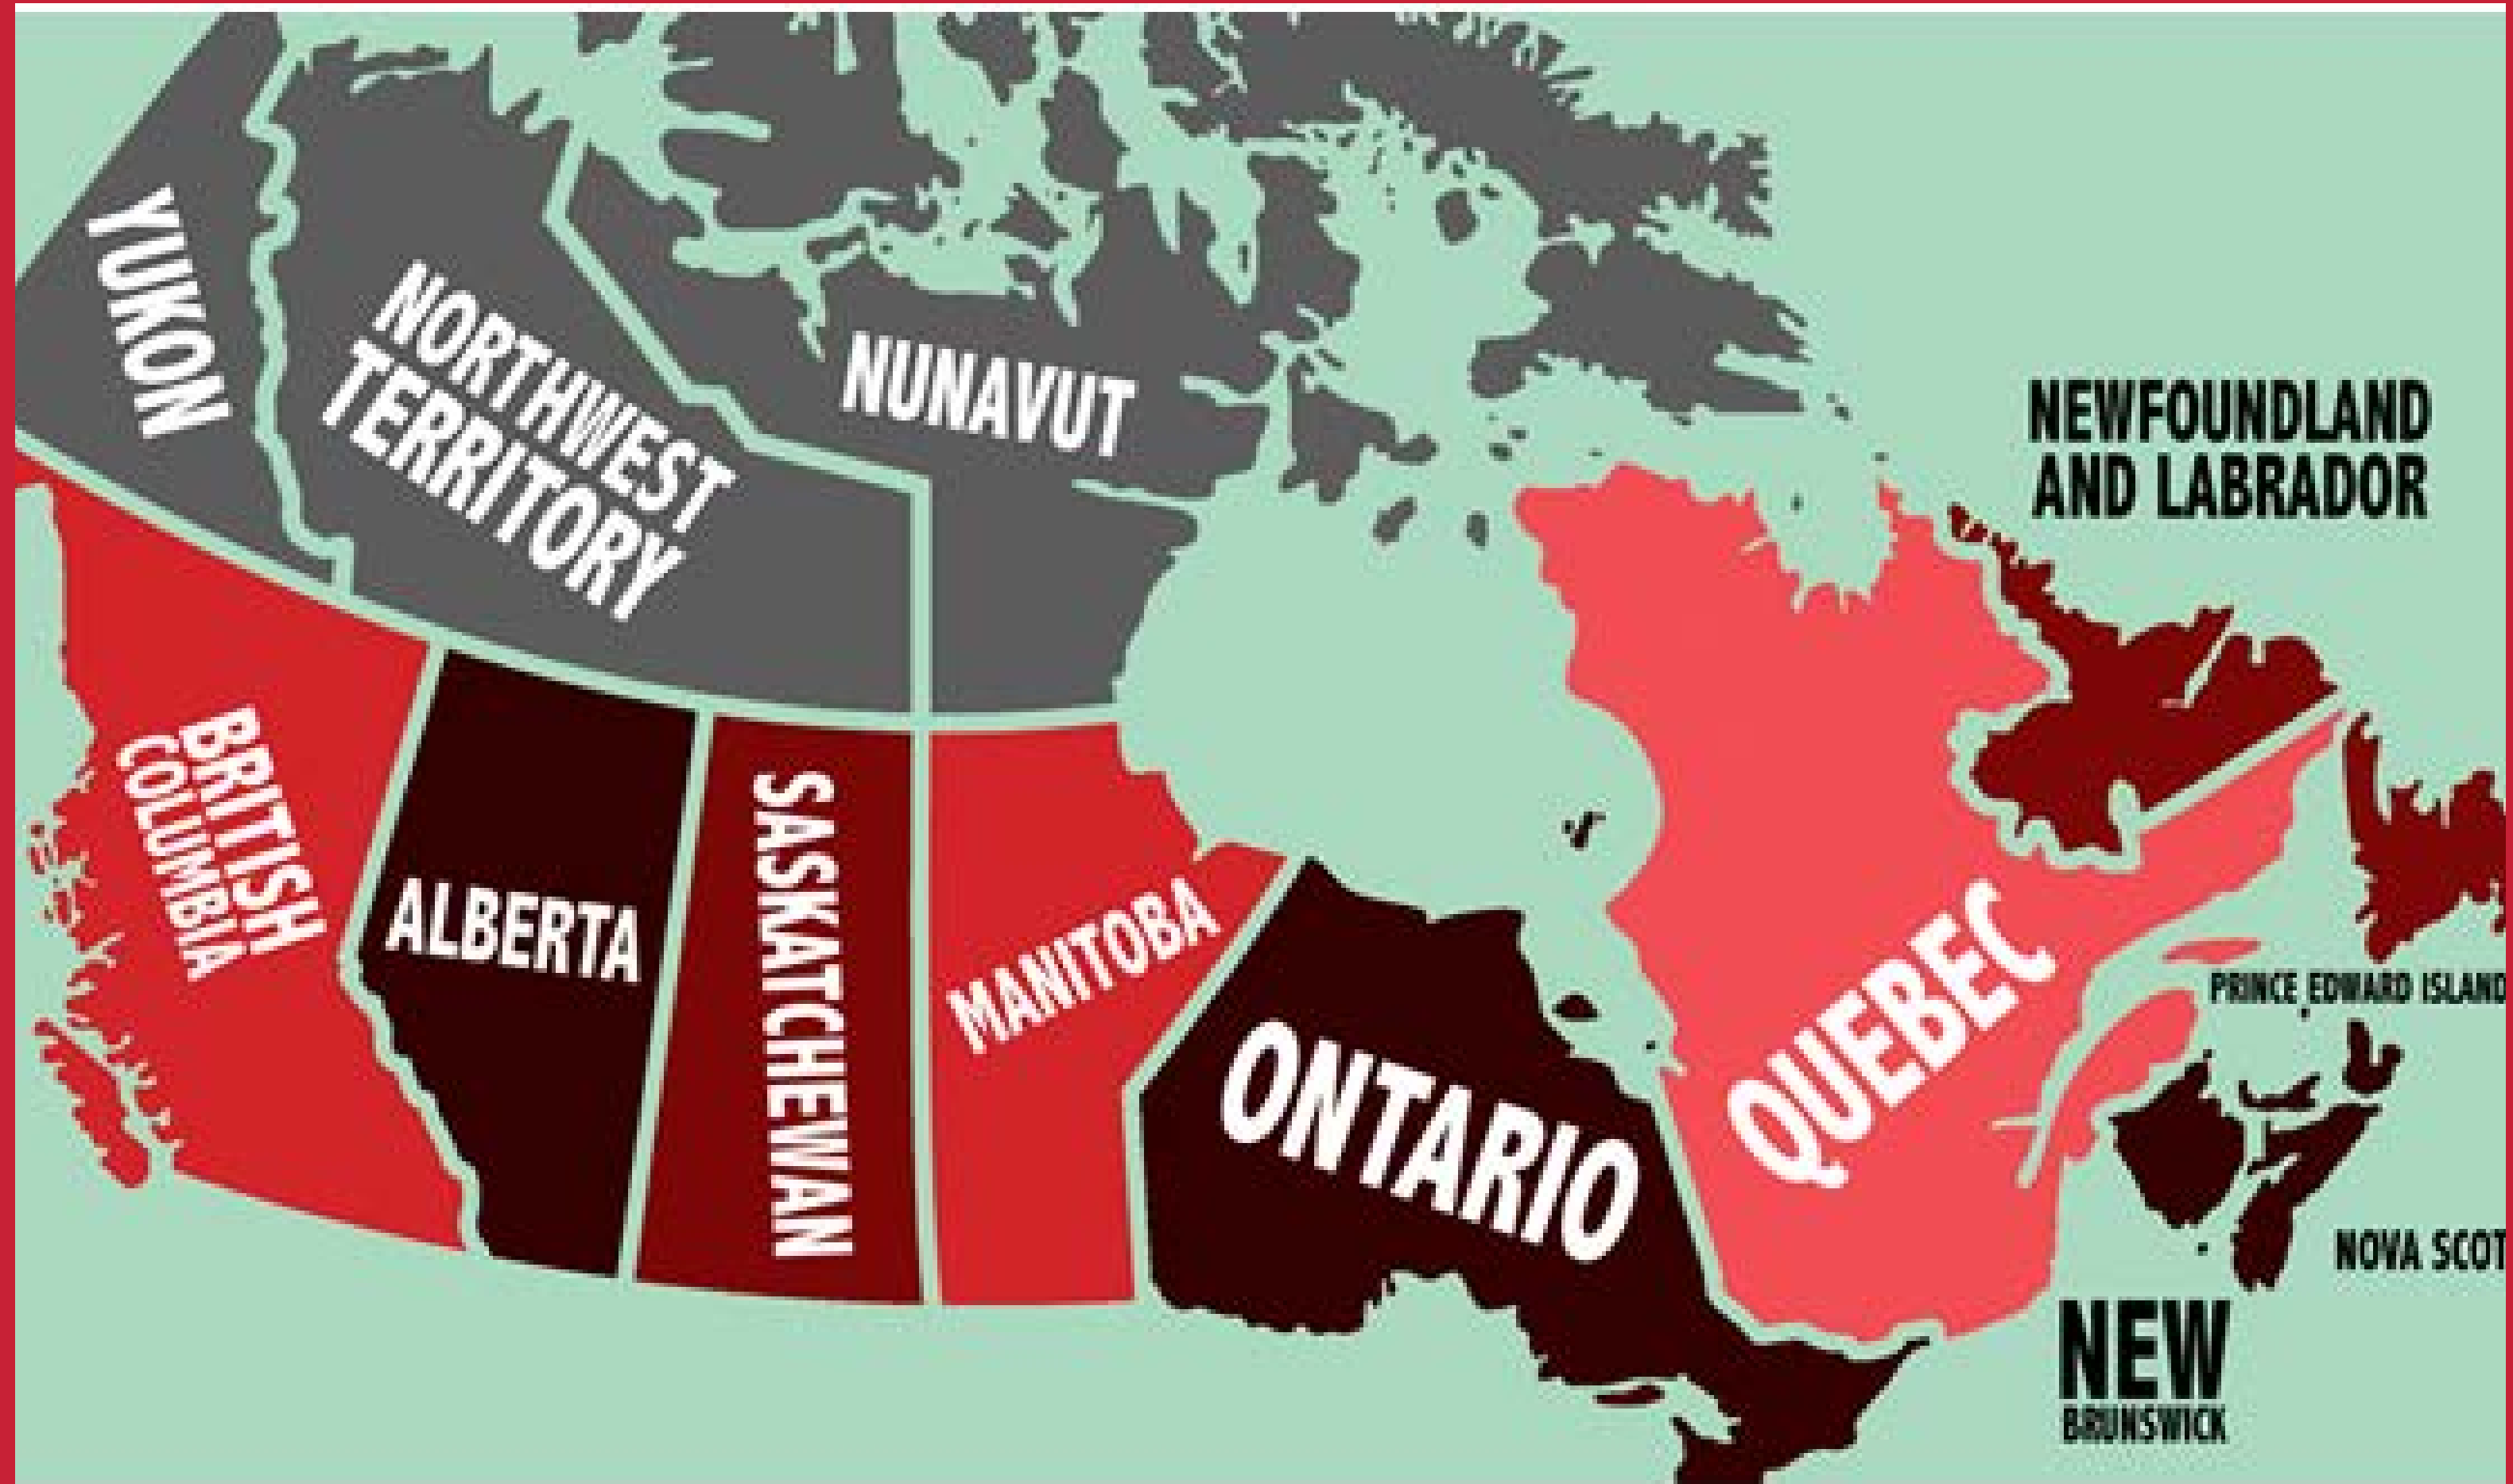 YUKON
NORTHWEST
TERRITORY
NUNAVUT
NEWFOUNDLAND
AND LABRADOR
BRITISH
COLUMBIA
ALBERTA
SASKATCHEWAN
MANITOBA
ONTARIO
QUEBEC
PRINCE EDWARD ISLAND
NOVA SCOT
NEW
BRUNSWICK